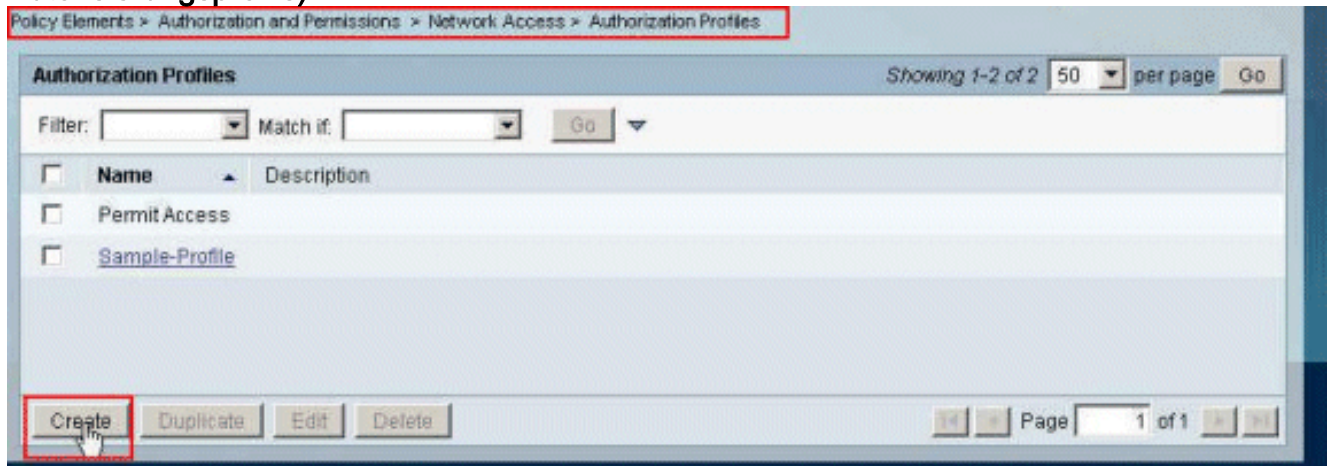 Policy Elements > Authorization and Permissions > Network Access > Authorization Profiles
Authorization Profiles Showing 1-2 of 2 50 per page Go
Filter: Match if: Go
Name Description
Permit Access
Sample-Profile
Create Duplicate Edit Delete Page 1 of 1